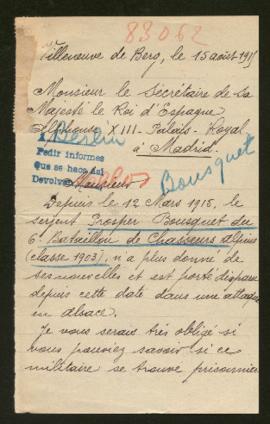 83062
Villeneuve de Berg, le 15 août 191
Monsieur le Secrétaire de Sa
Majesté le Roi d'Espagne
Alphonse XIII - Palais - Royal
à Madrid.
Berlin
Pedir informes
que se hace así
Devolver
Bousquet
Monsieur
Depuis le 12 Mars 1915, le
sergent Prosper Bousquet du
6e Bataillon de Chasseurs alpins
(classe 1903), n'a plus donné de
ses nouvelles et est porté disparu
depuis cette date dans une attaque
en alsace.
Je vous serais très obligé si
vous pouviez savoir si ce
militaire se trouve prisonnier